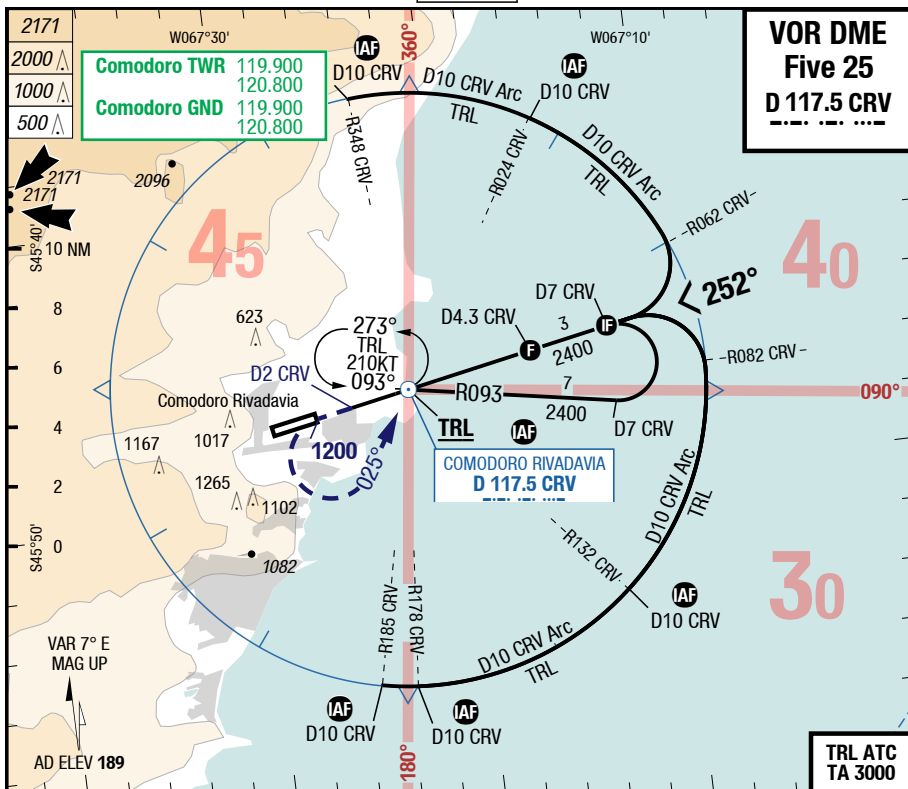 2171
2000
1000
500
W067°30'
Comodoro TWR 119.900
120.800
Comodoro GND 119.900
120.800
IAF
D10 CRV
360°
D10 CRV Arc
TRL
W067°10'
IAF
D10 CRV
VOR DME
Five 25
D 117.5 CRV
R348 CRV
R024 CRV
D10 CRV Arc
TRL
R062 CRV
2171
2171
2096
S45°40'
10 NM
45
40
252°
8
623
273°
TRL
210KT
093°
D4.3 CRV
D7 CRV
F
3
2400
IF
6
R082 CRV
D2 CRV
R093
7
2400
090°
Comodoro Rivadavia
4
1017
1167
1200
025°
TRL
IAF
D7 CRV
COMODORO RIVADAVIA
D 117.5 CRV
2
1265
1102
D10 CRV Arc
TRL
S45°50'
0
1082
R132 CRV
30
IAF
D10 CRV
R185 CRV
R178 CRV
D10 CRV Arc
TRL
VAR 7° E
MAG UP
IAF
D10 CRV
IAF
D10 CRV
180°
AD ELEV 189
TRL ATC
TA 3000